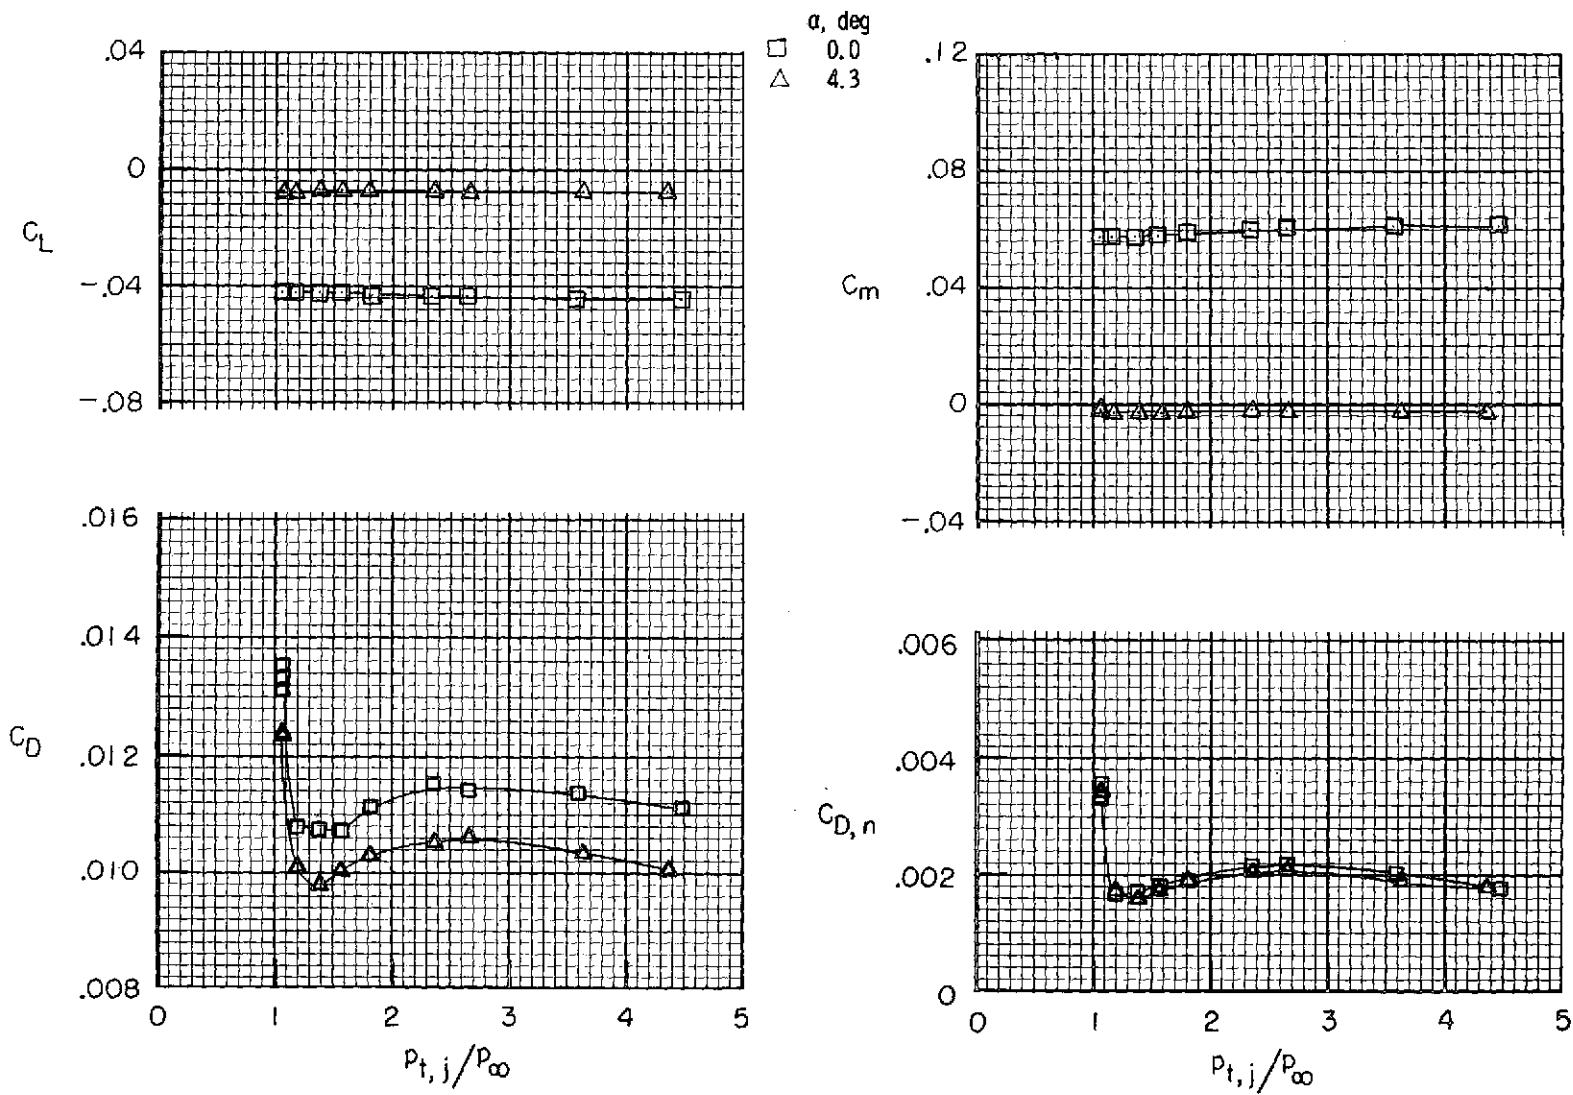 α, deg
□ 0.0
△ 4.3
.04
0
-.04
-.08
C_L
.12
.08
.04
0
-.04
C_m
.016
.014
.012
.010
.008
C_D
0 1 2 3 4 5
p_t,j/p_∞
.006
.004
.002
0
C_D,n
0 1 2 3 4 5
p_t,j/p_∞